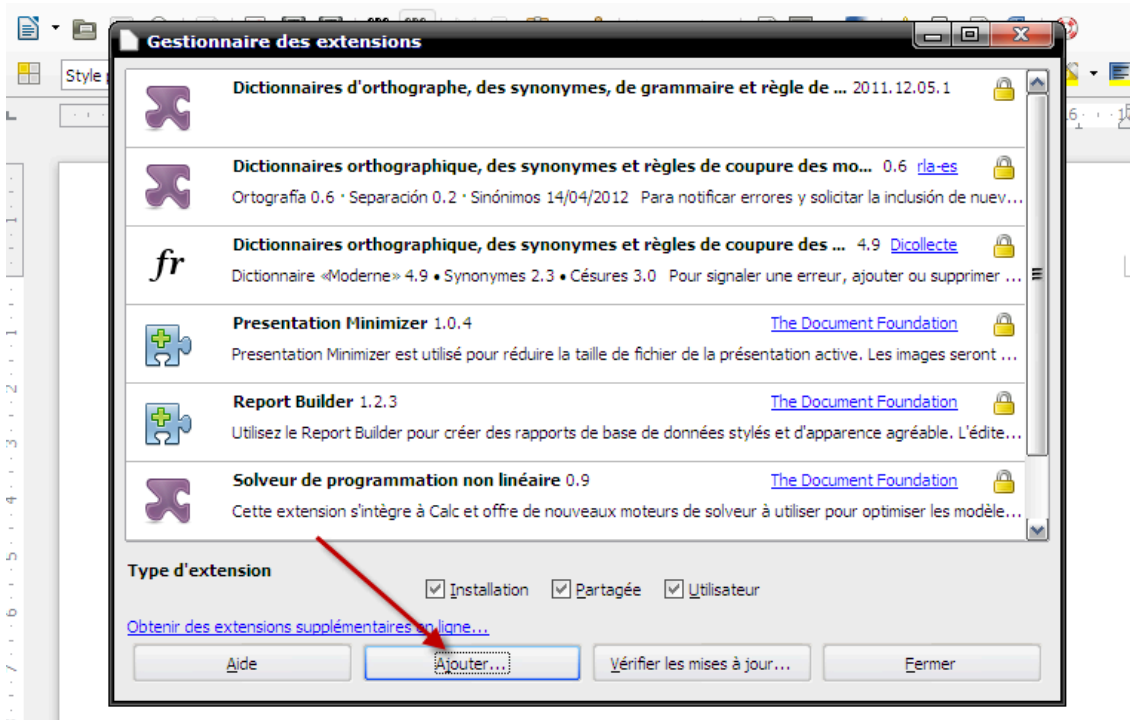 Gestionnaire des extensions
Style
Dictionnaires d'orthographe, des synonymes, de grammaire et règle de ... 2011.12.05.1
Dictionnaires orthographique, des synonymes et règles de coupure des mo... 0.6 rla-es
Ortografía 0.6 · Separación 0.2 · Sinónimos 14/04/2012 Para notificar errores y solicitar la inclusión de nuev...
fr
Dictionnaires orthographique, des synonymes et règles de coupure des ... 4.9 Dicollecte
Dictionnaire «Moderne» 4.9 • Synonymes 2.3 • Césures 3.0 Pour signaler une erreur, ajouter ou supprimer ...
Presentation Minimizer 1.0.4 The Document Foundation
Presentation Minimizer est utilisé pour réduire la taille de fichier de la présentation active. Les images seront ...
Report Builder 1.2.3 The Document Foundation
Utilisez le Report Builder pour créer des rapports de base de données stylés et d'apparence agréable. L'édite...
Solveur de programmation non linéaire 0.9 The Document Foundation
Cette extension s'intègre à Calc et offre de nouveaux moteurs de solveur à utiliser pour optimiser les modèle...
Type d'extension
Installation Partagée Utilisateur
Obtenir des extensions supplémentaires en ligne...
Aide Ajouter... Vérifier les mises à jour... Fermer
1
1
2
3
4
5
6
7